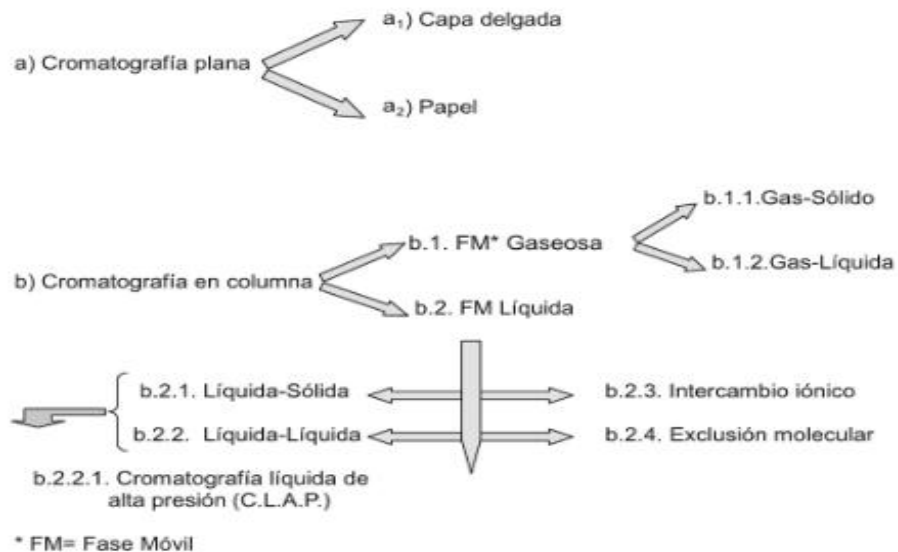 a₁) Capa delgada
a) Cromatografía plana
a₂) Papel
b.1.1.Gas-Sólido
b.1. FM* Gaseosa
b.1.2.Gas-Líquida
b) Cromatografía en columna
b.2. FM Líquida
b.2.1. Líquida-Sólida
b.2.3. Intercambio iónico
b.2.2. Líquida-Líquida
b.2.4. Exclusión molecular
b.2.2.1. Cromatografía líquida de
alta presión (C.L.A.P.)
* FM= Fase Móvil